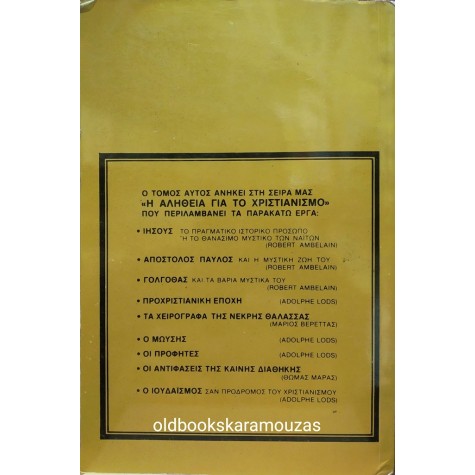 Ο ΤΟΜΟΣ ΑΥΤΟΣ ΑΝΗΚΕΙ ΣΤΗ ΣΕΙΡΑ ΜΑΣ
«Η ΑΛΗΘΕΙΑ ΓΙΑ ΤΟ ΧΡΙΣΤΙΑΝΙΣΜΟ»
ΠΟΥ ΠΕΡΙΛΑΜΒΑΝΕΙ ΤΑ ΠΑΡΑΚΑΤΩ ΕΡΓΑ:
• ΙΗΣΟΥΣ ΤΟ ΠΡΑΓΜΑΤΙΚΟ ΙΣΤΟΡΙΚΟ ΠΡΟΣΩΠΟ
Ή ΤΟ ΘΑΝΑΣΙΜΟ ΜΥΣΤΙΚΟ ΤΩΝ ΝΑΪΤΩΝ
(ROBERT AMBELAIN)
• ΑΠΟΣΤΟΛΟΣ ΠΑΥΛΟΣ ΚΑΙ Η ΜΥΣΤΙΚΗ ΖΩΗ ΤΟΥ
(ROBERT AMBELAIN)
• ΓΟΛΓΟΘΑΣ ΚΑΙ ΤΑ ΒΑΡΙΑ ΜΥΣΤΙΚΑ ΤΟΥ
(ROBERT AMBELAIN)
• ΠΡΟΧΡΙΣΤΙΑΝΙΚΗ ΕΠΟΧΗ (ADOLPHE LODS)
• ΤΑ ΧΕΙΡΟΓΡΑΦΑ ΤΗΣ ΝΕΚΡΗΣ ΘΑΛΑΣΣΑΣ
(ΜΑΡΙΟΣ ΒΕΡΕΤΤΑΣ)
• Ο ΜΩΥΣΗΣ (ADOLPHE LODS)
• ΟΙ ΠΡΟΦΗΤΕΣ (ADOLPHE LODS)
• ΟΙ ΑΝΤΙΦΑΣΕΙΣ ΤΗΣ ΚΑΙΝΗΣ ΔΙΑΘΗΚΗΣ
(ΘΩΜΑΣ ΜΑΡΑΣ)
• Ο ΙΟΥΔΑΪΣΜΟΣ ΣΑΝ ΠΡΟΔΡΟΜΟΣ ΤΟΥ ΧΡΙΣΤΙΑΝΙΣΜΟΥ
(ADOLPHE LODS)
oldbookskaramouzas